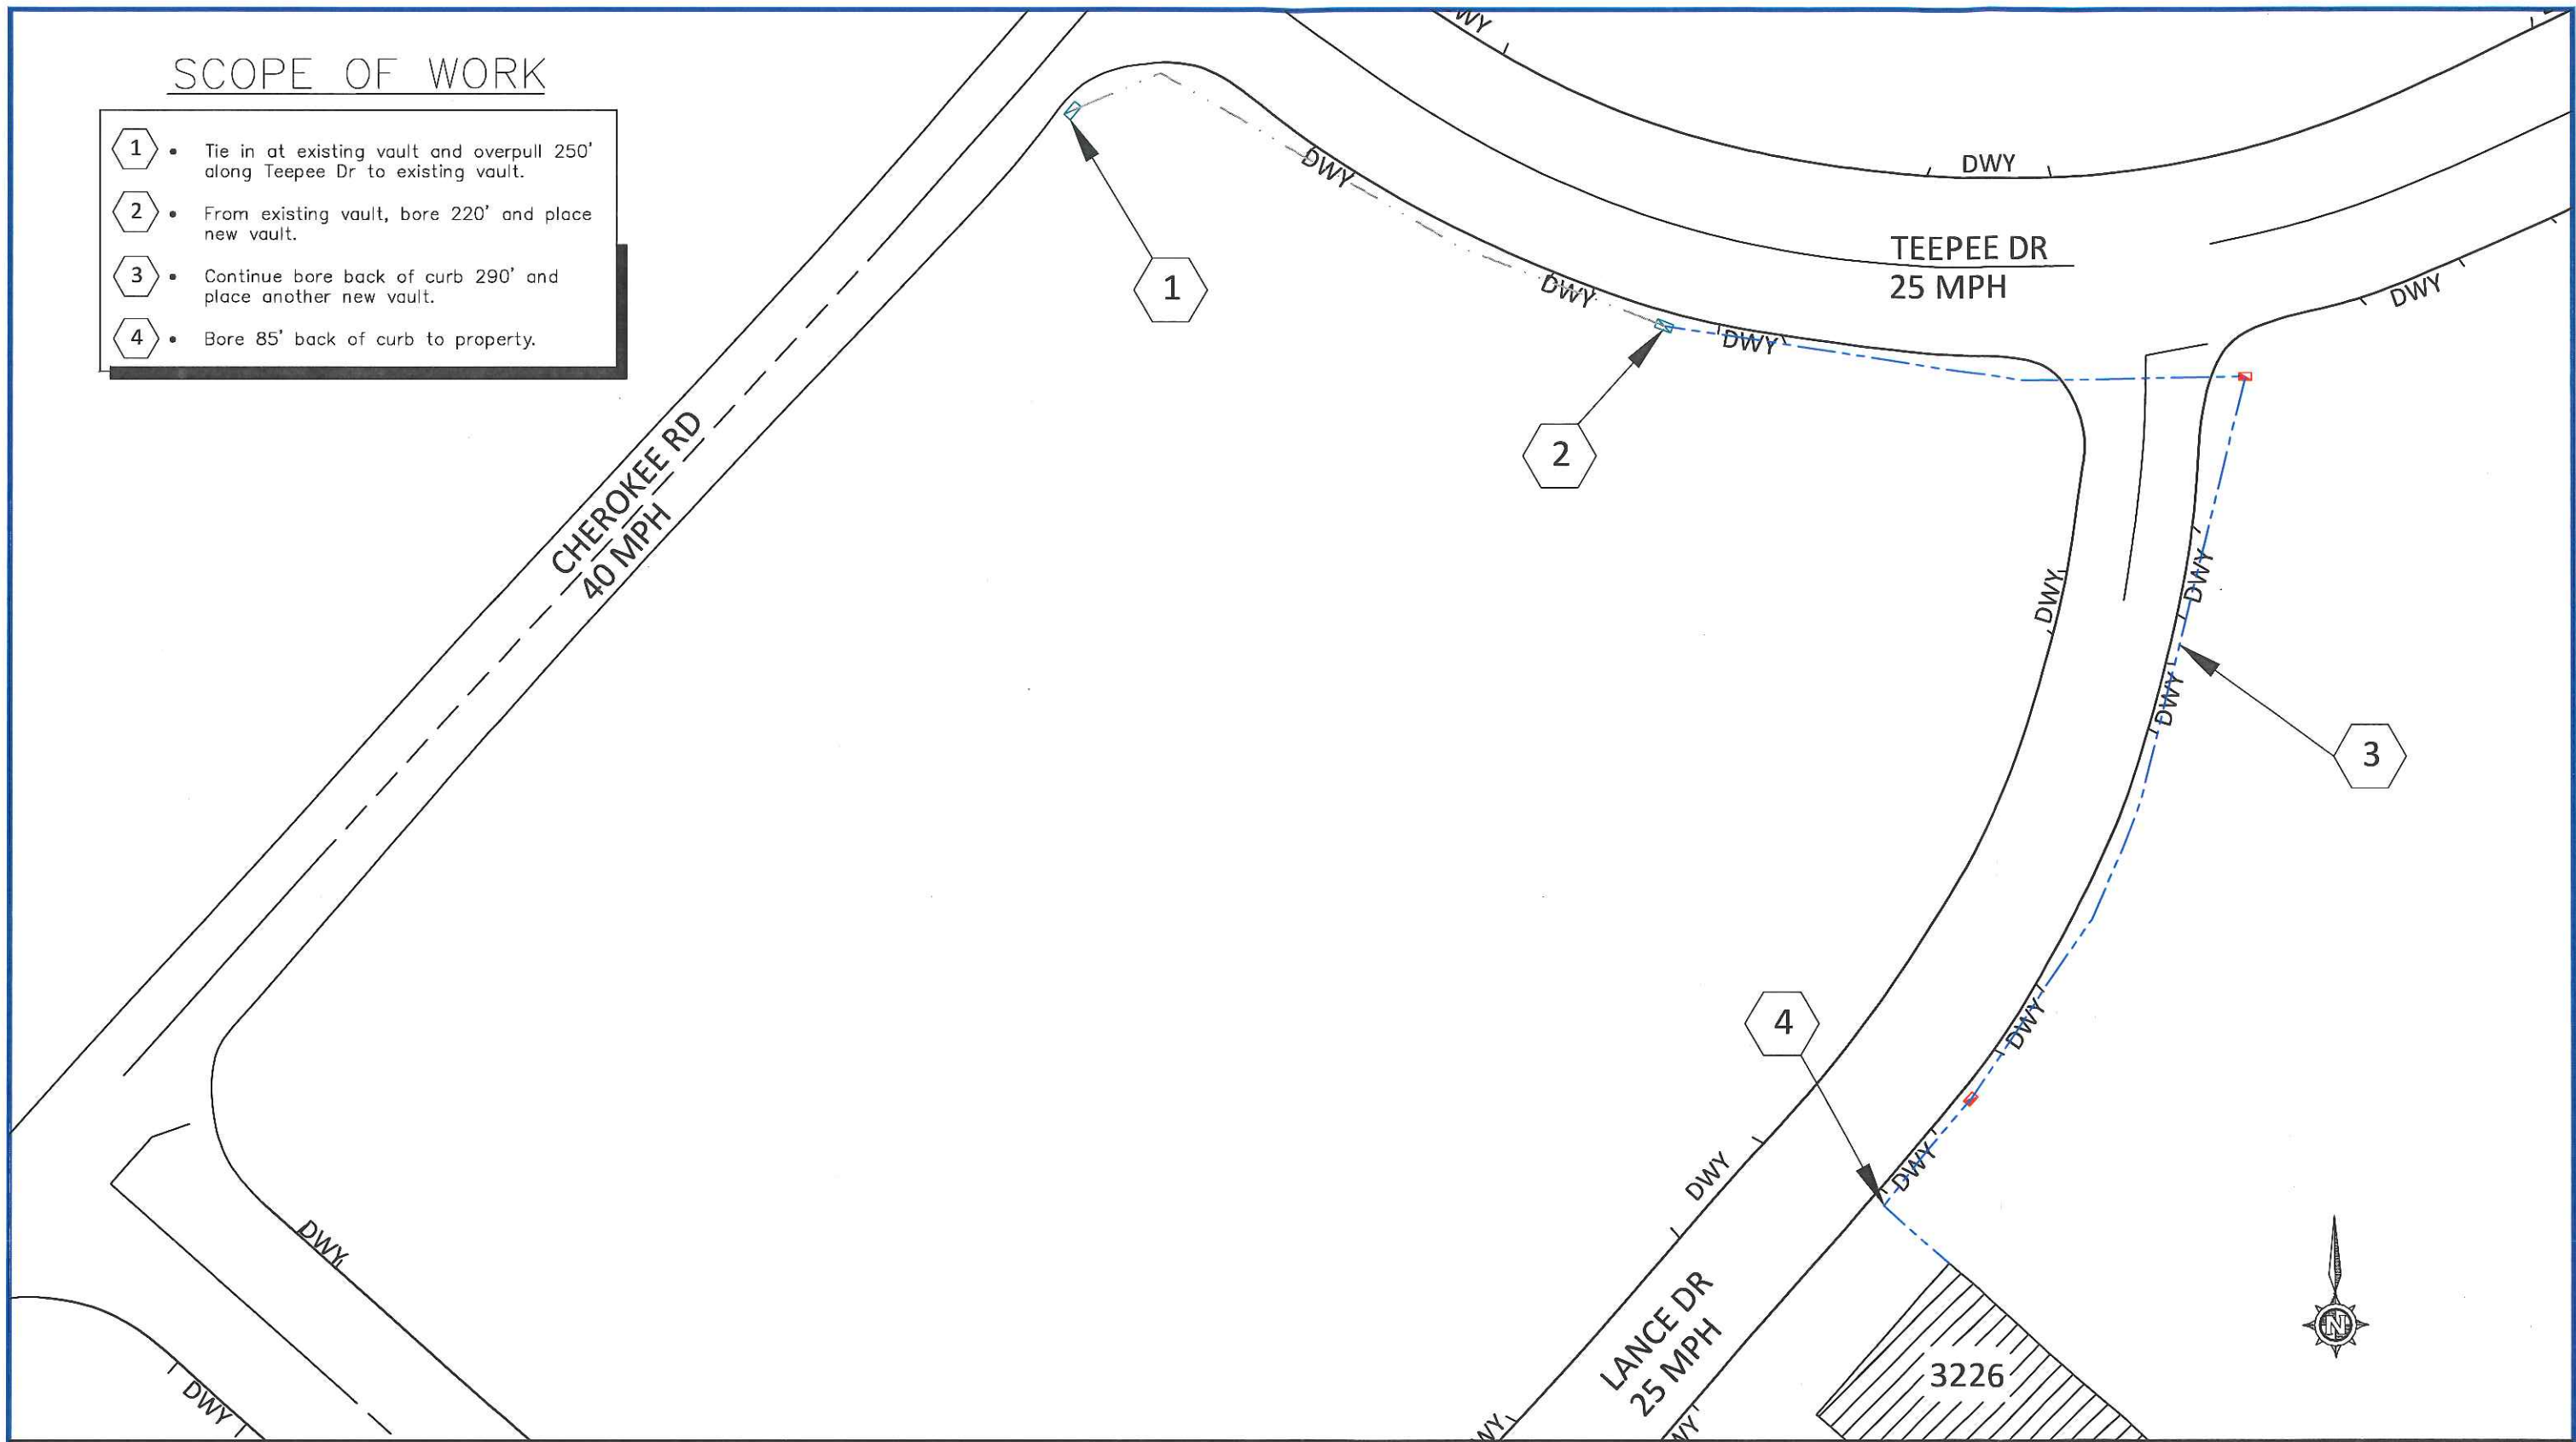 SCOPE OF WORK
1 • Tie in at existing vault and overpull 250'
along Teepee Dr to existing vault.
2 • From existing vault, bore 220' and place
new vault.
3 • Continue bore back of curb 290' and
place another new vault.
4 • Bore 85' back of curb to property.
WY
DWY
DWY
TEEPEE DR
25 MPH
DWY
DWY
DWY
1
2
CHEROKEE RD
40 MPH
DWY
DWY
DWY
3
4
DWY
DWY
DWY
DWY
DWY
LANCE DR
25 MPH
3226
N
WY
WY